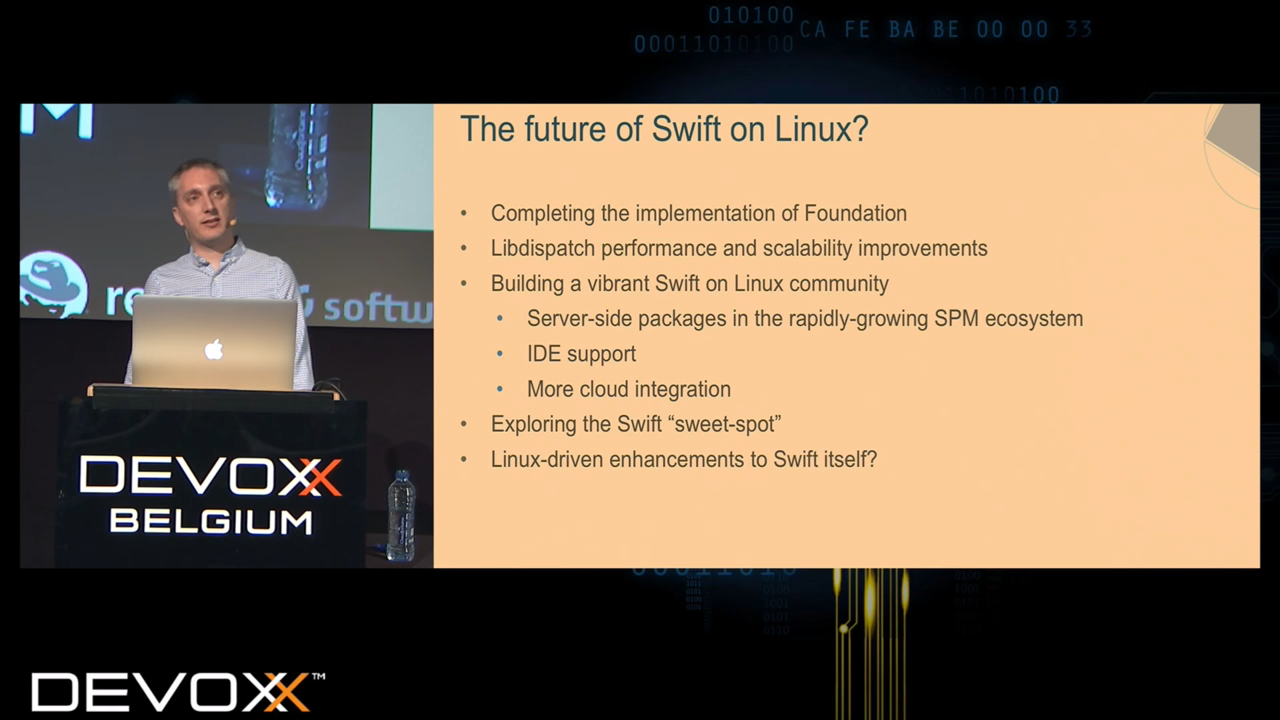 010100
00011010100
CA FE BA BE 00 00 33
11010100
The future of Swift on Linux?
• Completing the implementation of Foundation
• Libdispatch performance and scalability improvements
• Building a vibrant Swift on Linux community
• Server-side packages in the rapidly-growing SPM ecosystem
• IDE support
• More cloud integration
• Exploring the Swift “sweet-spot”
• Linux-driven enhancements to Swift itself?
softw
DEVOXX
BELGIUM
DEVOXX™